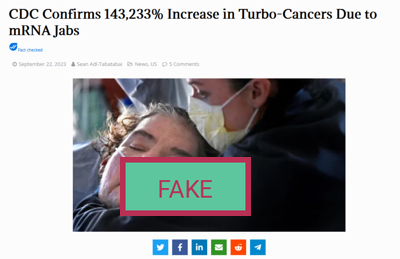 CDC Confirms 143,233% Increase in Turbo-Cancers Due to
mRNA Jabs
Fact checked
September 22, 2023 Sean Adl-Tabatabai News, US 5 Comments
FAKE